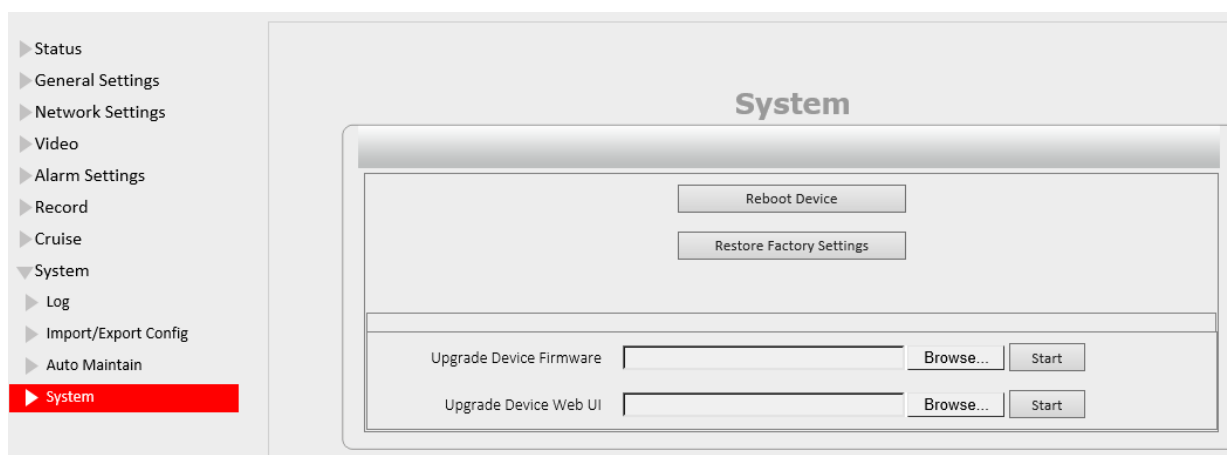 Status
General Settings
Network Settings
Video
Alarm Settings
Record
Cruise
System
Log
Import/Export Config
Auto Maintain
System
System
Reboot Device
Restore Factory Settings
Upgrade Device Firmware Browse... Start
Upgrade Device Web UI Browse... Start